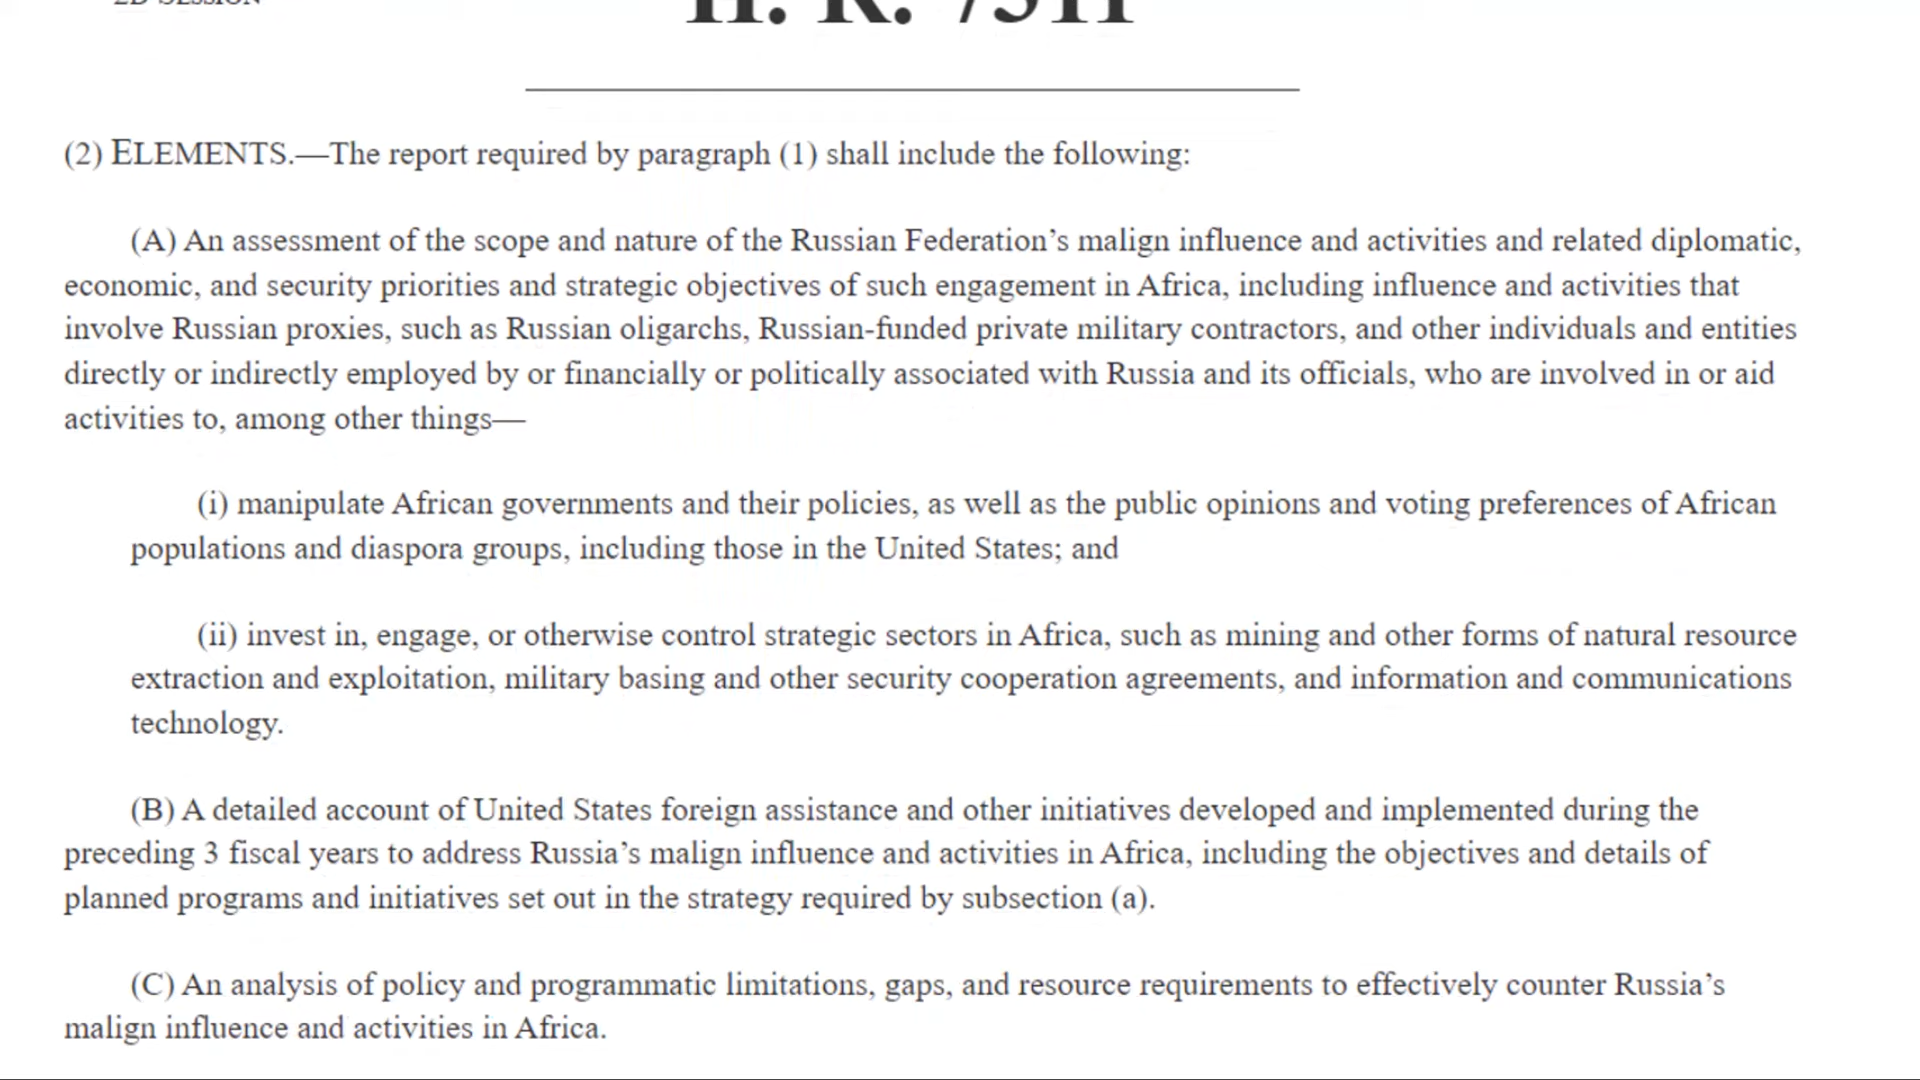 2D SESSION
H. R. 7311
(2) ELEMENTS.—The report required by paragraph (1) shall include the following:
(A) An assessment of the scope and nature of the Russian Federation’s malign influence and activities and related diplomatic,
economic, and security priorities and strategic objectives of such engagement in Africa, including influence and activities that
involve Russian proxies, such as Russian oligarchs, Russian-funded private military contractors, and other individuals and entities
directly or indirectly employed by or financially or politically associated with Russia and its officials, who are involved in or aid
activities to, among other things—
(i) manipulate African governments and their policies, as well as the public opinions and voting preferences of African
populations and diaspora groups, including those in the United States; and
(ii) invest in, engage, or otherwise control strategic sectors in Africa, such as mining and other forms of natural resource
extraction and exploitation, military basing and other security cooperation agreements, and information and communications
technology.
(B) A detailed account of United States foreign assistance and other initiatives developed and implemented during the
preceding 3 fiscal years to address Russia’s malign influence and activities in Africa, including the objectives and details of
planned programs and initiatives set out in the strategy required by subsection (a).
(C) An analysis of policy and programmatic limitations, gaps, and resource requirements to effectively counter Russia’s
malign influence and activities in Africa.